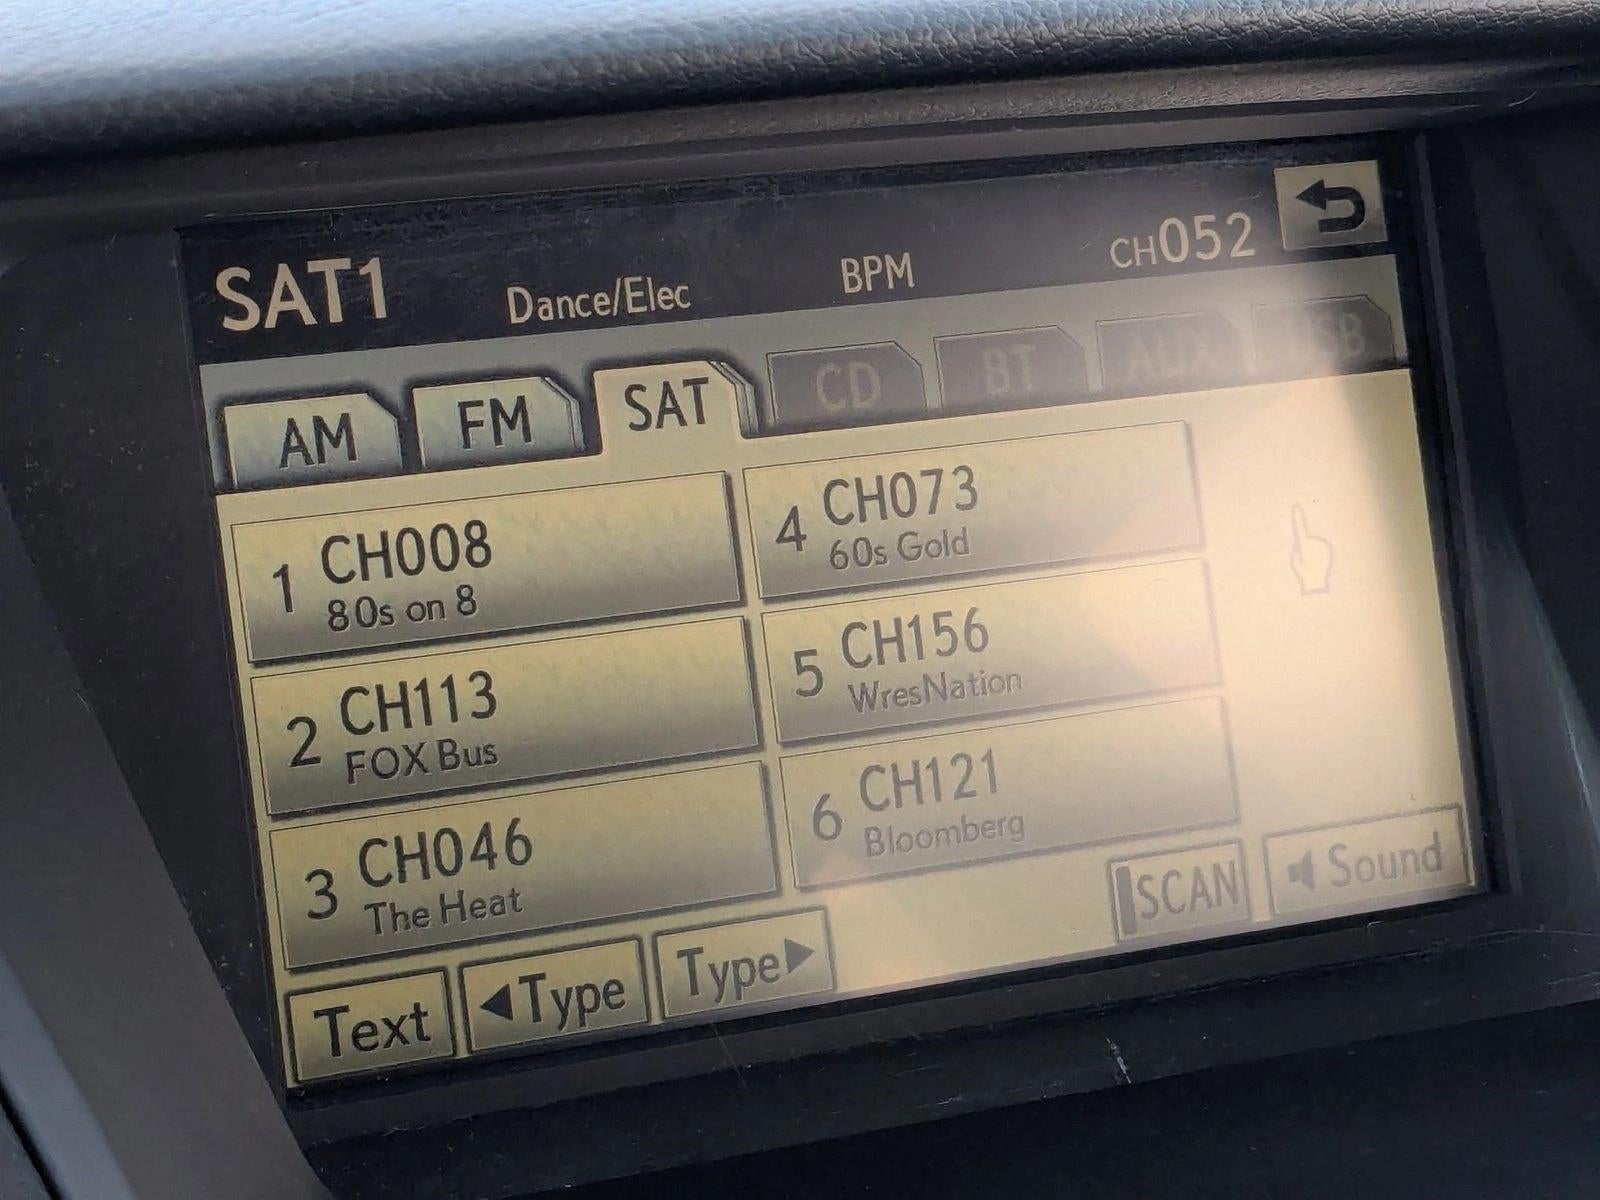 SAT1 Dance/Elec BPM CH052
AM FM SAT CD BT AUX USB
1 CH008
80s on 8
2 CH113
FOX Bus
3 CH046
The Heat
4 CH073
60s Gold
5 CH156
WresNation
6 CH121
Bloomberg
Text ◀Type Type▶ SCAN Sound